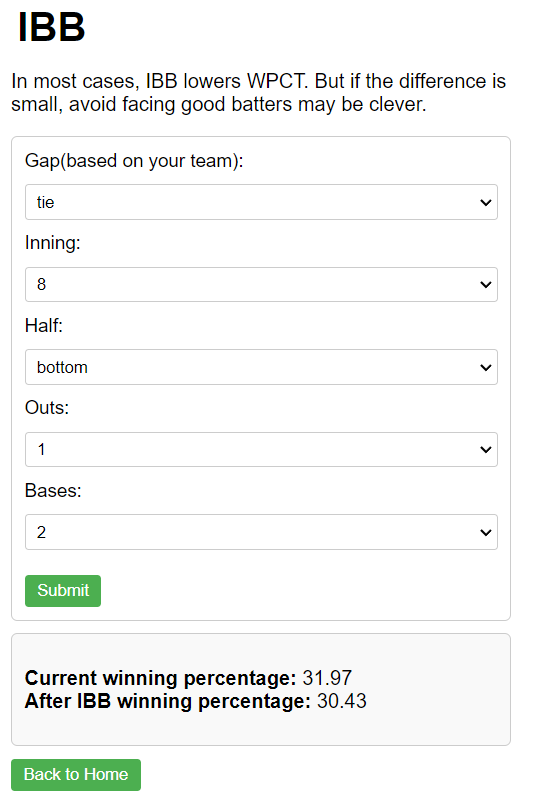 IBB
In most cases, IBB lowers WPCT. But if the difference is
small, avoid facing good batters may be clever.
Gap(based on your team):
tie
Inning:
8
Half:
bottom
Outs:
1
Bases:
2
Submit
Current winning percentage: 31.97
After IBB winning percentage: 30.43
Back to Home